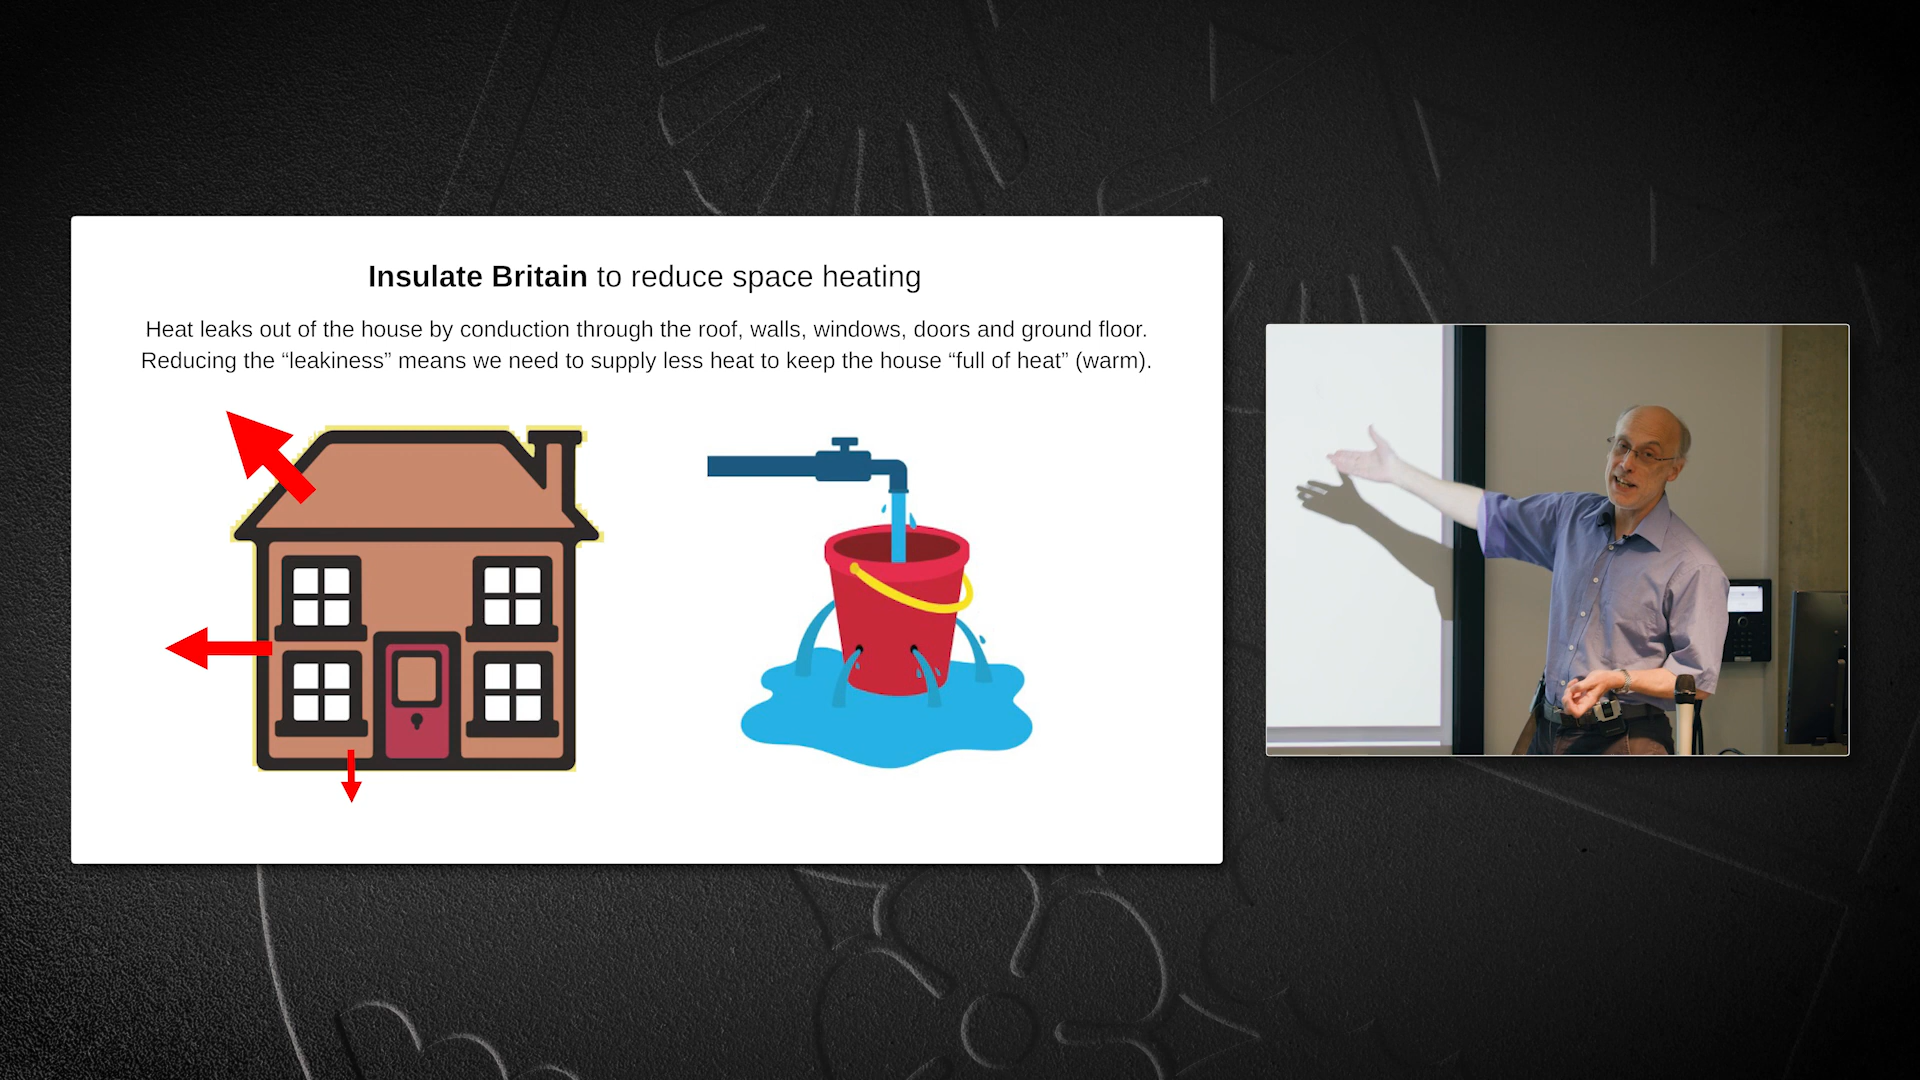 Insulate Britain to reduce space heating
Heat leaks out of the house by conduction through the roof, walls, windows, doors and ground floor.
Reducing the “leakiness” means we need to supply less heat to keep the house “full of heat” (warm).